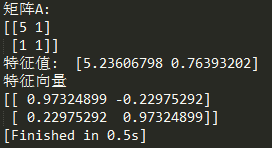 矩阵A:
[[5 1]
 [1 1]]
特征值: [5.23606798 0.76393202]
特征向量
[[ 0.97324899 -0.22975292]
 [ 0.22975292  0.97324899]]
[Finished in 0.5s]